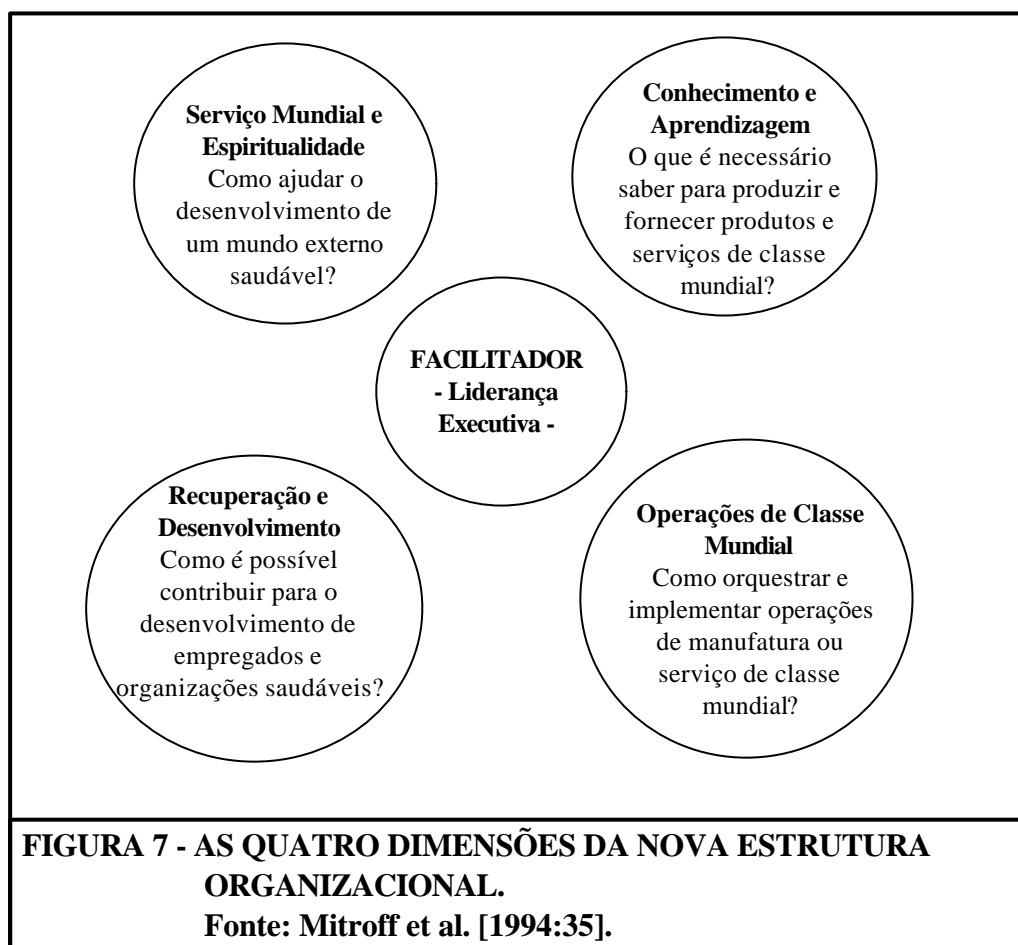 Serviço Mundial e
Espiritualidade
Como ajudar o
desenvolvimento de
um mundo externo
saudável?
Conhecimento e
Aprendizagem
O que é necessário
saber para produzir e
fornecer produtos e
serviços de classe
mundial?
FACILITADOR
- Liderança
Executiva -
Recuperação e
Desenvolvimento
Como é possível
contribuir para o
desenvolvimento de
empregados e
organizações saudáveis?
Operações de Classe
Mundial
Como orquestrar e
implementar operações
de manufatura ou
serviço de classe
mundial?
FIGURA 7 - AS QUATRO DIMENSÕES DA NOVA ESTRUTURA
ORGANIZACIONAL.
Fonte: Mitroff et al. [1994:35].